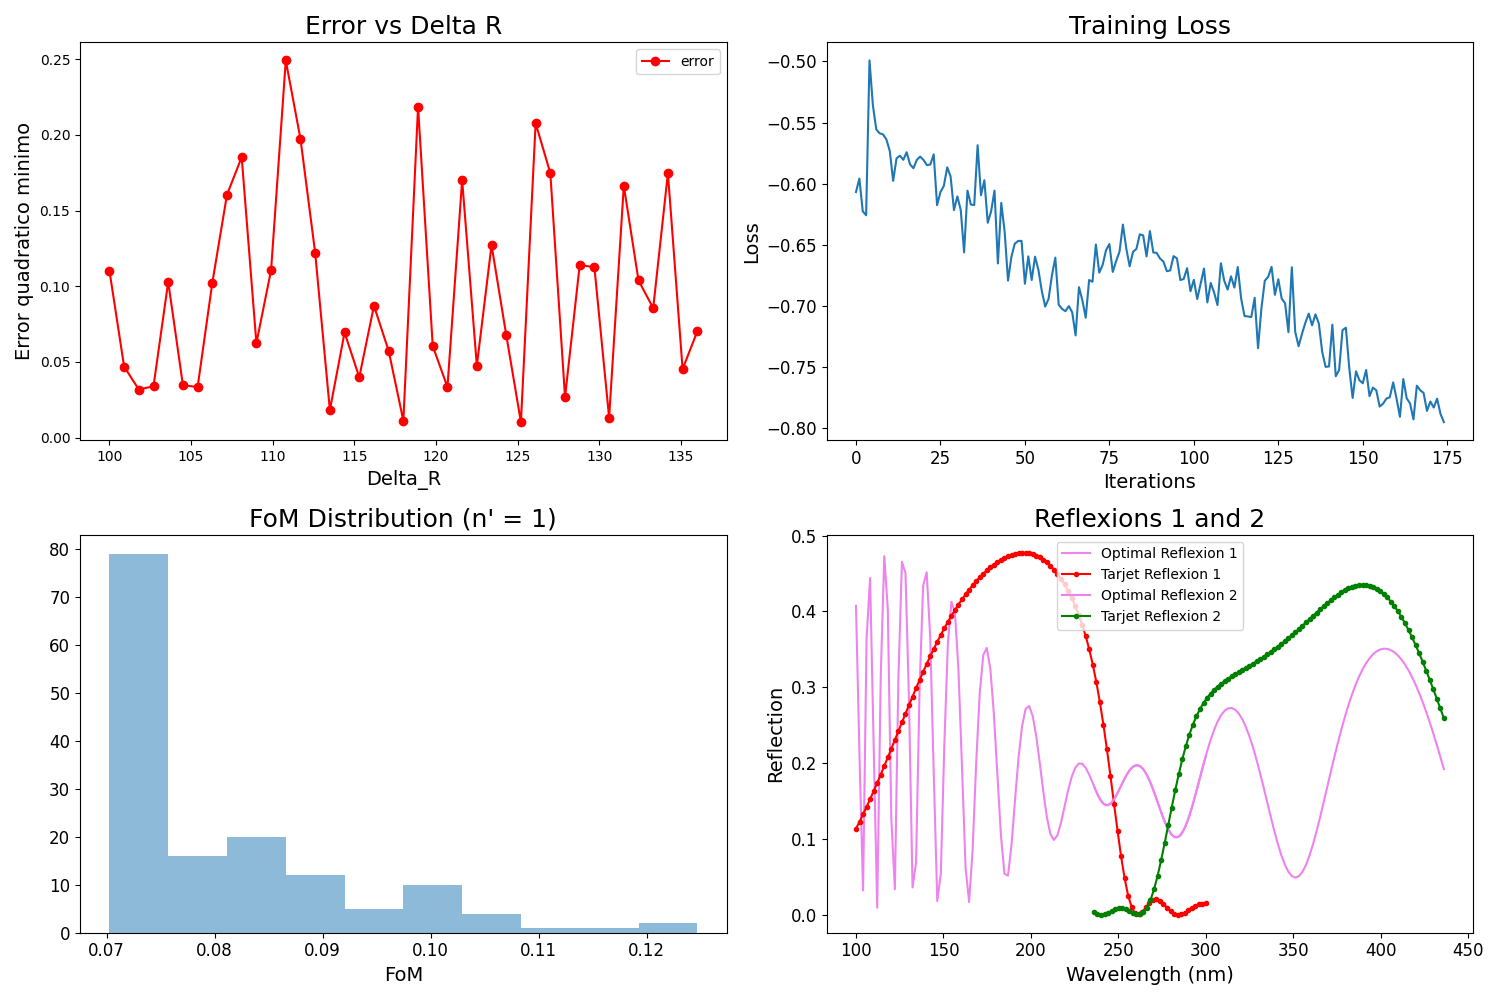 Error vs Delta R
0.25
0.20
0.15
0.10
0.05
0.00
Error quadratico minimo
error
100 105 110 115 120 125 130 135
Delta_R
Training Loss
−0.50
−0.55
−0.60
−0.65
−0.70
−0.75
−0.80
Loss
0 25 50 75 100 125 150 175
Iterations
FoM Distribution (n' = 1)
80
70
60
50
40
30
20
10
0
0.07 0.08 0.09 0.10 0.11 0.12
FoM
Reflexions 1 and 2
0.5
0.4
0.3
0.2
0.1
0.0
Reflection
Optimal Reflexion 1
Tarjet Reflexion 1
Optimal Reflexion 2
Tarjet Reflexion 2
100 150 200 250 300 350 400 450
Wavelength (nm)